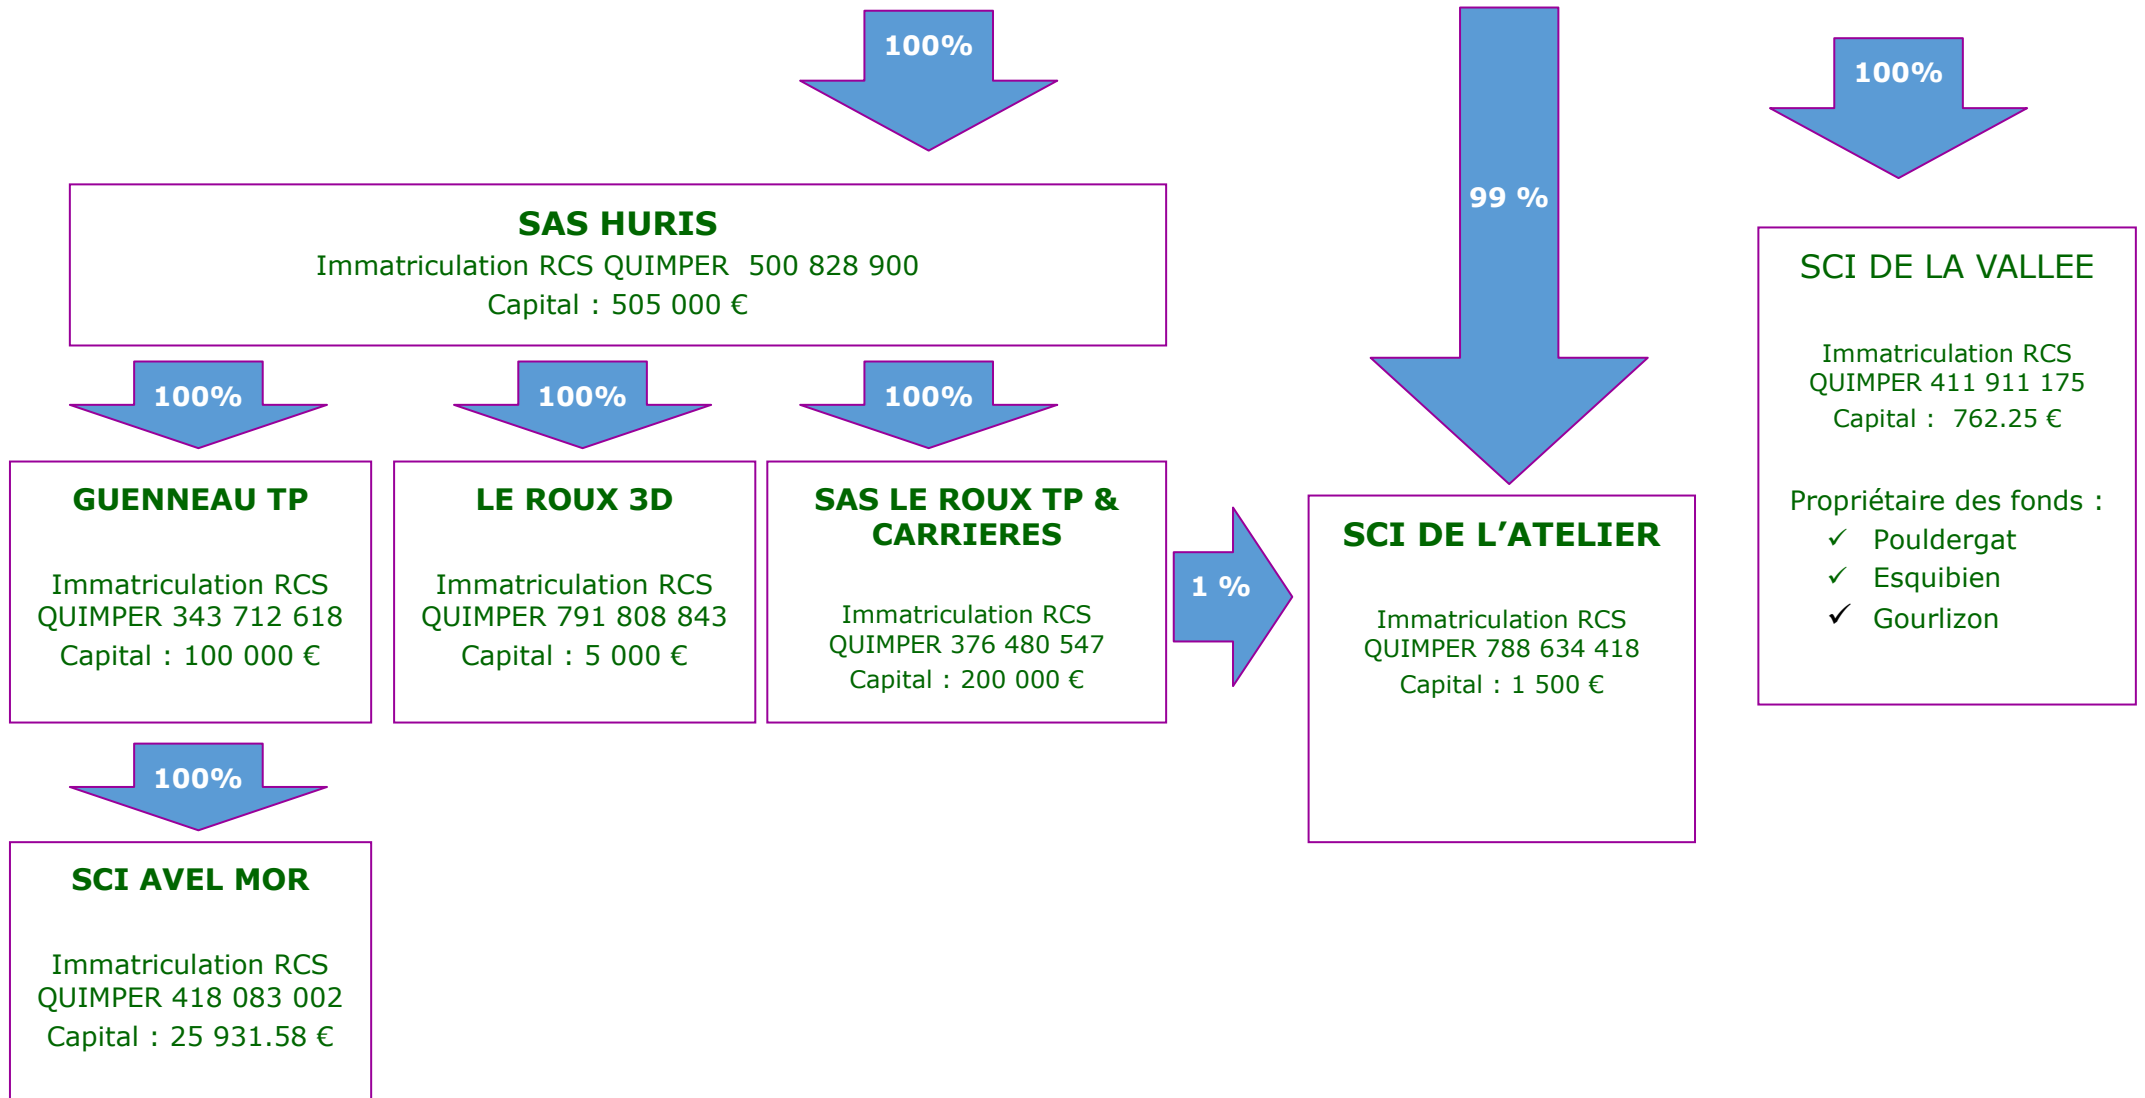 100%
99 %
100%
SAS HURIS
Immatriculation RCS QUIMPER  500 828 900
Capital : 505 000 €
100%
100%
100%
GUENNEAU TP
Immatriculation RCS
QUIMPER 343 712 618
Capital : 100 000 €
LE ROUX 3D
Immatriculation RCS
QUIMPER 791 808 843
Capital : 5 000 €
SAS LE ROUX TP &
CARRIERES
Immatriculation RCS
QUIMPER 376 480 547
Capital : 200 000 €
1 %
SCI DE L’ATELIER
Immatriculation RCS
QUIMPER 788 634 418
Capital : 1 500 €
SCI DE LA VALLEE
Immatriculation RCS
QUIMPER 411 911 175
Capital :  762.25 €
Propriétaire des fonds :
✓ Pouldergat
✓ Esquibien
✓ Gourlizon
100%
SCI AVEL MOR
Immatriculation RCS
QUIMPER 418 083 002
Capital : 25 931.58 €